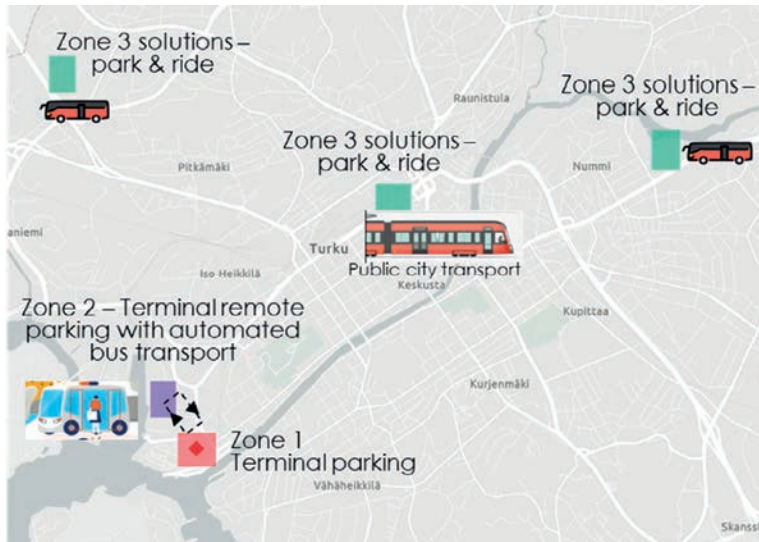 Zone 3 solutions –
park & ride
Zone 3 solutions –
park & ride
Raunistula
Zone 3 solutions –
park & ride
Pitkämäki
Nummi
aniemi
Turku
Iso Heikkilä
Public city transport
Keskusta
Kupittaa
Zone 2 – Terminal remote
parking with automated
bus transport
Kurjenmäki
Zone 1
Terminal parking
Vähäheikkilä
Skanssi